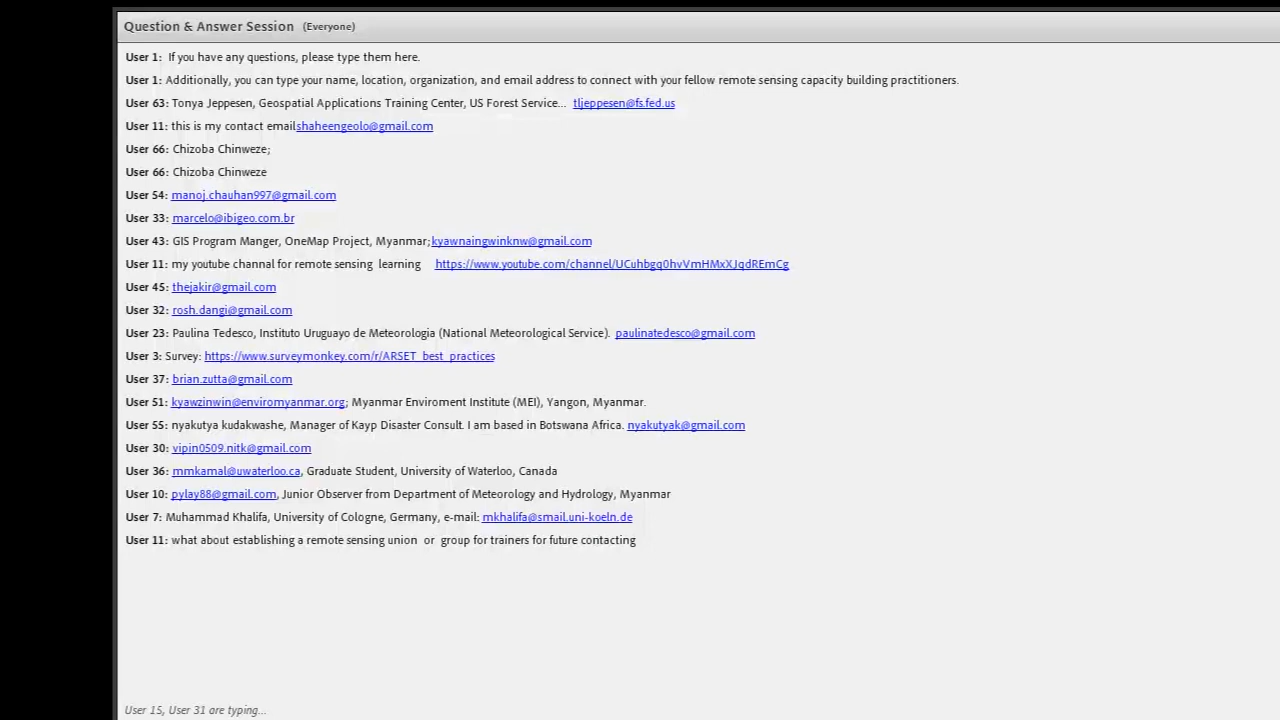 Question & Answer Session (Everyone)
User 1: If you have any questions, please type them here.
User 1: Additionally, you can type your name, location, organization, and email address to connect with your fellow remote sensing capacity building practitioners.
User 63: Tonya Jeppesen, Geospatial Applications Training Center, US Forest Service... tljeppesen@fs.fed.us
User 11: this is my contact emailshaheengeolo@gmail.com
User 66: Chizoba Chinweze;
User 66: Chizoba Chinweze
User 54: manoj.chauhan997@gmail.com
User 33: marcelo@ibigeo.com.br
User 43: GIS Program Manger, OneMap Project, Myanmar;kyawnaingwinknw@gmail.com
User 11: my youtube channal for remote sensing learning https://www.youtube.com/channel/UCuhbgq0hvVmHMxXJqdREmCg
User 45: thejakir@gmail.com
User 32: rosh.dangi@gmail.com
User 23: Paulina Tedesco, Instituto Uruguayo de Meteorologia (National Meteorological Service). paulinatedesco@gmail.com
User 3: Survey: https://www.surveymonkey.com/r/ARSET_best_practices
User 37: brian.zutta@gmail.com
User 51: kyawzinwin@enviromyanmar.org; Myanmar Enviroment Institute (MEI), Yangon, Myanmar.
User 55: nyakutya kudakwashe, Manager of Kayp Disaster Consult. I am based in Botswana Africa. nyakutyak@gmail.com
User 30: vipin0509.nitk@gmail.com
User 36: mmkamal@uwaterloo.ca, Graduate Student, University of Waterloo, Canada
User 10: pylay88@gmail.com, Junior Observer from Department of Meteorology and Hydrology, Myanmar
User 7: Muhammad Khalifa, University of Cologne, Germany, e-mail: mkhalifa@smail.uni-koeln.de
User 11: what about establishing a remote sensing union or group for trainers for future contacting
User 15, User 31 are typing...